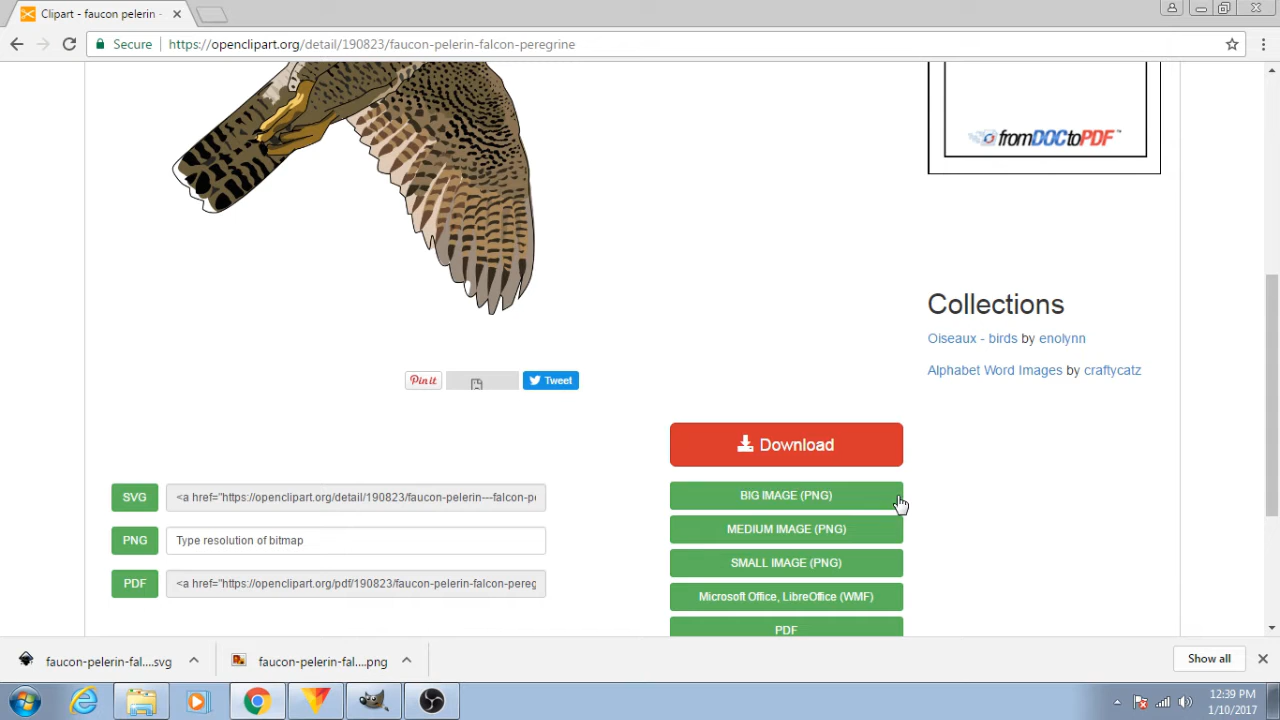 Clipart - faucon pelerin -
Secure
https://openclipart.org/detail/190823/faucon-pelerin-falcon-peregrine
fromDOCtoPDF™
Collections
Oiseaux - birds by enolynn
Alphabet Word Images by craftycatz
Pinit
Tweet
Download
SVG
<a href="https://openclipart.org/detail/190823/faucon-pelerin---falcon-p
BIG IMAGE (PNG)
PNG
Type resolution of bitmap
MEDIUM IMAGE (PNG)
SMALL IMAGE (PNG)
PDF
<a href="https://openclipart.org/pdf/190823/faucon-pelerin-falcon-pereg
Microsoft Office, LibreOffice (WMF)
PDF
faucon-pelerin-fal....svg
faucon-pelerin-fal....png
Show all
12:39 PM
1/10/2017